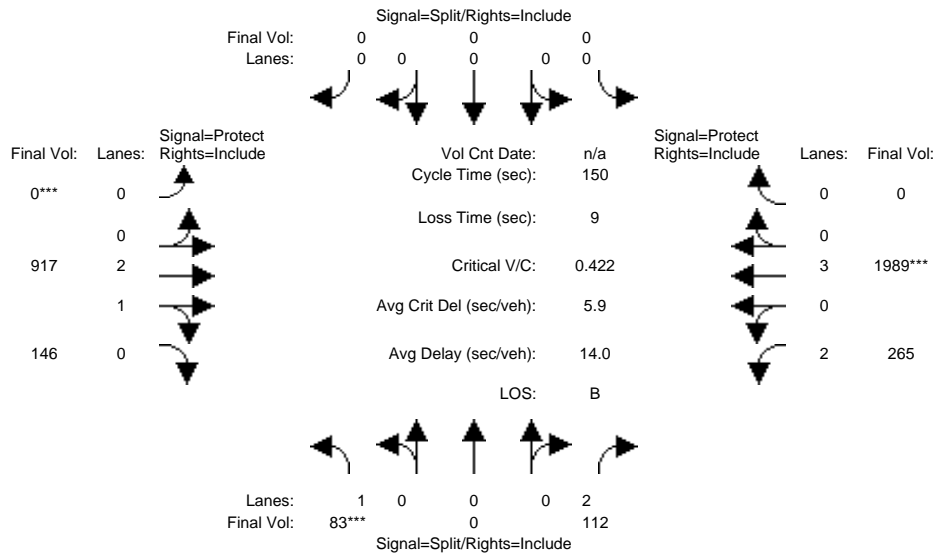 Signal=Split/Rights=Include
Final Vol: 0 0 0
Lanes: 0 0 0 0 0
Signal=Protect Signal=Protect
Final Vol: Lanes: Rights=Include Vol Cnt Date: n/a Rights=Include Lanes: Final Vol:
Cycle Time (sec): 150
0*** 0 0 0
Loss Time (sec): 9
0 0
917 2 Critical V/C: 0.422 3 1989***
1 Avg Crit Del (sec/veh): 5.9 0
146 0 Avg Delay (sec/veh): 14.0 2 265
LOS: B
Lanes: 1 0 0 0 2
Final Vol: 83*** 0 112
Signal=Split/Rights=Include